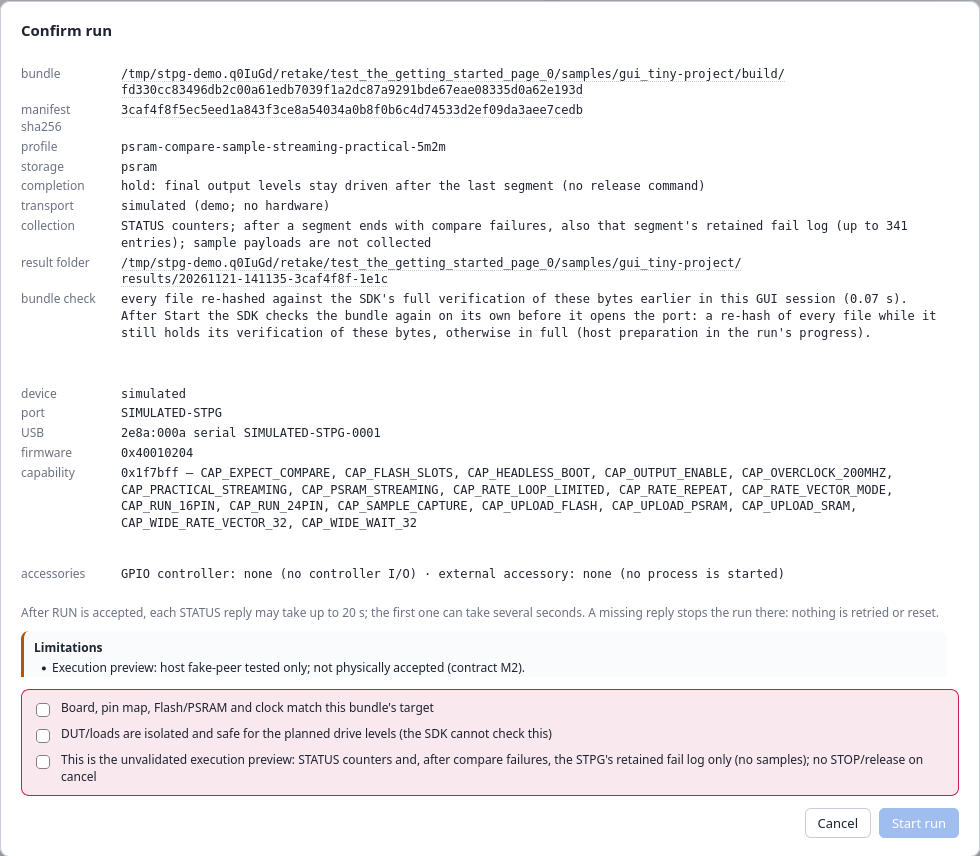 Confirm run
bundle /tmp/stpg-demo.q0IuGd/retake/test_the_getting_started_page_0/samples/gui_tiny-project/build/
fd330cc83496db2c00a61edb7039f1a2dc87a9291bde67eae08335d0a62e193d
manifest 3caf4f8f5ec5eed1a843f3ce8a54034a0b8f0b6c4d74533d2ef09da3aee7cedb
sha256
profile psram-compare-sample-streaming-practical-5m2m
storage psram
completion hold: final output levels stay driven after the last segment (no release command)
transport simulated (demo; no hardware)
collection STATUS counters; after a segment ends with compare failures, also that segment's retained fail log (up to 341
entries); sample payloads are not collected
result folder /tmp/stpg-demo.q0IuGd/retake/test_the_getting_started_page_0/samples/gui_tiny-project/
results/20261121-141135-3caf4f8f-1e1c
bundle check every file re-hashed against the SDK's full verification of these bytes earlier in this GUI session (0.07 s).
After Start the SDK checks the bundle again on its own before it opens the port: a re-hash of every file while it
still holds its verification of these bytes, otherwise in full (host preparation in the run's progress).
device simulated
port SIMULATED-STPG
USB 2e8a:000a serial SIMULATED-STPG-0001
firmware 0x40010204
capability 0x1f7bff — CAP_EXPECT_COMPARE, CAP_FLASH_SLOTS, CAP_HEADLESS_BOOT, CAP_OUTPUT_ENABLE, CAP_OVERCLOCK_200MHZ,
CAP_PRACTICAL_STREAMING, CAP_PSRAM_STREAMING, CAP_RATE_LOOP_LIMITED, CAP_RATE_REPEAT, CAP_RATE_VECTOR_MODE,
CAP_RUN_16PIN, CAP_RUN_24PIN, CAP_SAMPLE_CAPTURE, CAP_UPLOAD_FLASH, CAP_UPLOAD_PSRAM, CAP_UPLOAD_SRAM,
CAP_WIDE_RATE_VECTOR_32, CAP_WIDE_WAIT_32
accessories GPIO controller: none (no controller I/O) · external accessory: none (no process is started)
After RUN is accepted, each STATUS reply may take up to 20 s; the first one can take several seconds. A missing reply stops the run there: nothing is retried or reset.
Limitations
• Execution preview: host fake-peer tested only; not physically accepted (contract M2).
Board, pin map, Flash/PSRAM and clock match this bundle's target
DUT/loads are isolated and safe for the planned drive levels (the SDK cannot check this)
This is the unvalidated execution preview: STATUS counters and, after compare failures, the STPG's retained fail log only (no samples); no STOP/release on
cancel
Cancel Start run